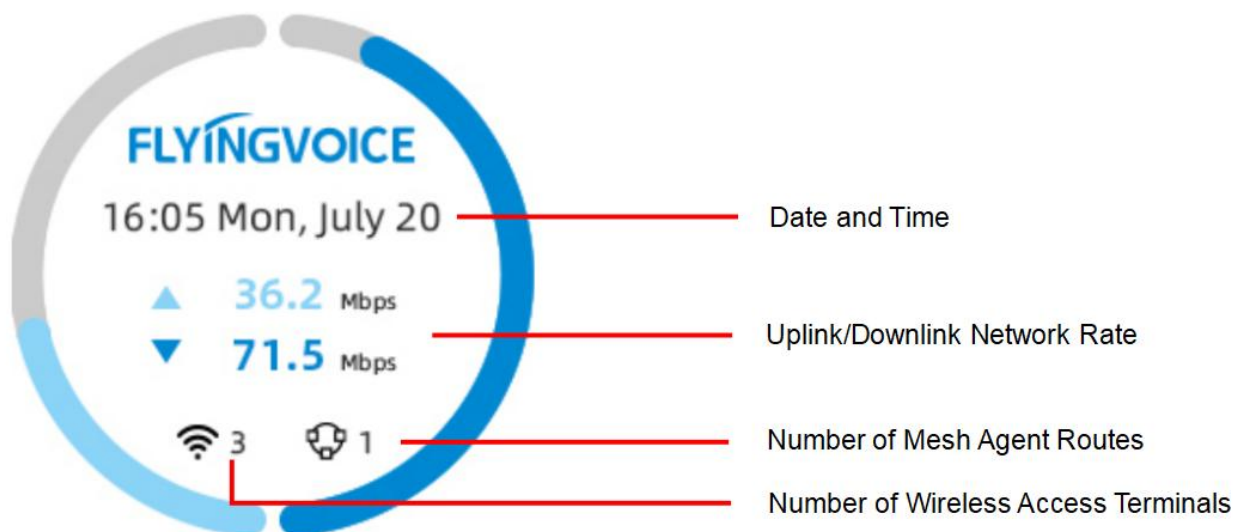 FLYINGVOICE
16:05 Mon, July 20
Date and Time
36.2 Mbps
71.5 Mbps
Uplink/Downlink Network Rate
3
1
Number of Mesh Agent Routes
Number of Wireless Access Terminals